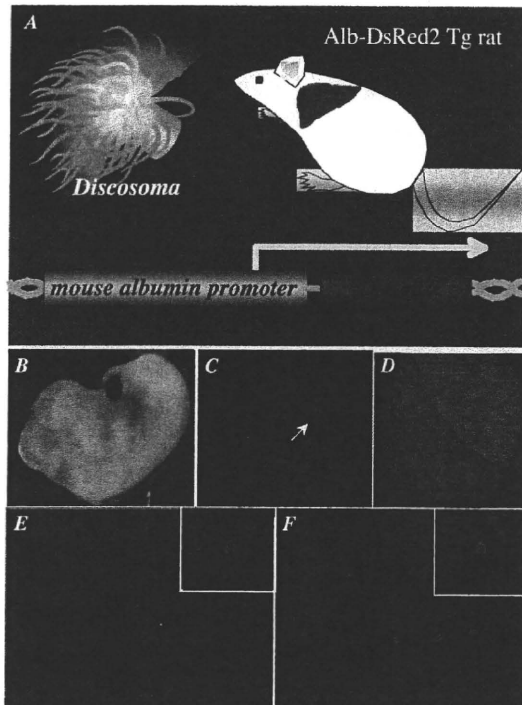 A
Alb-DsRed2 Tg rat
Discosoma
mouse albumin promoter
B
C
D
E
F